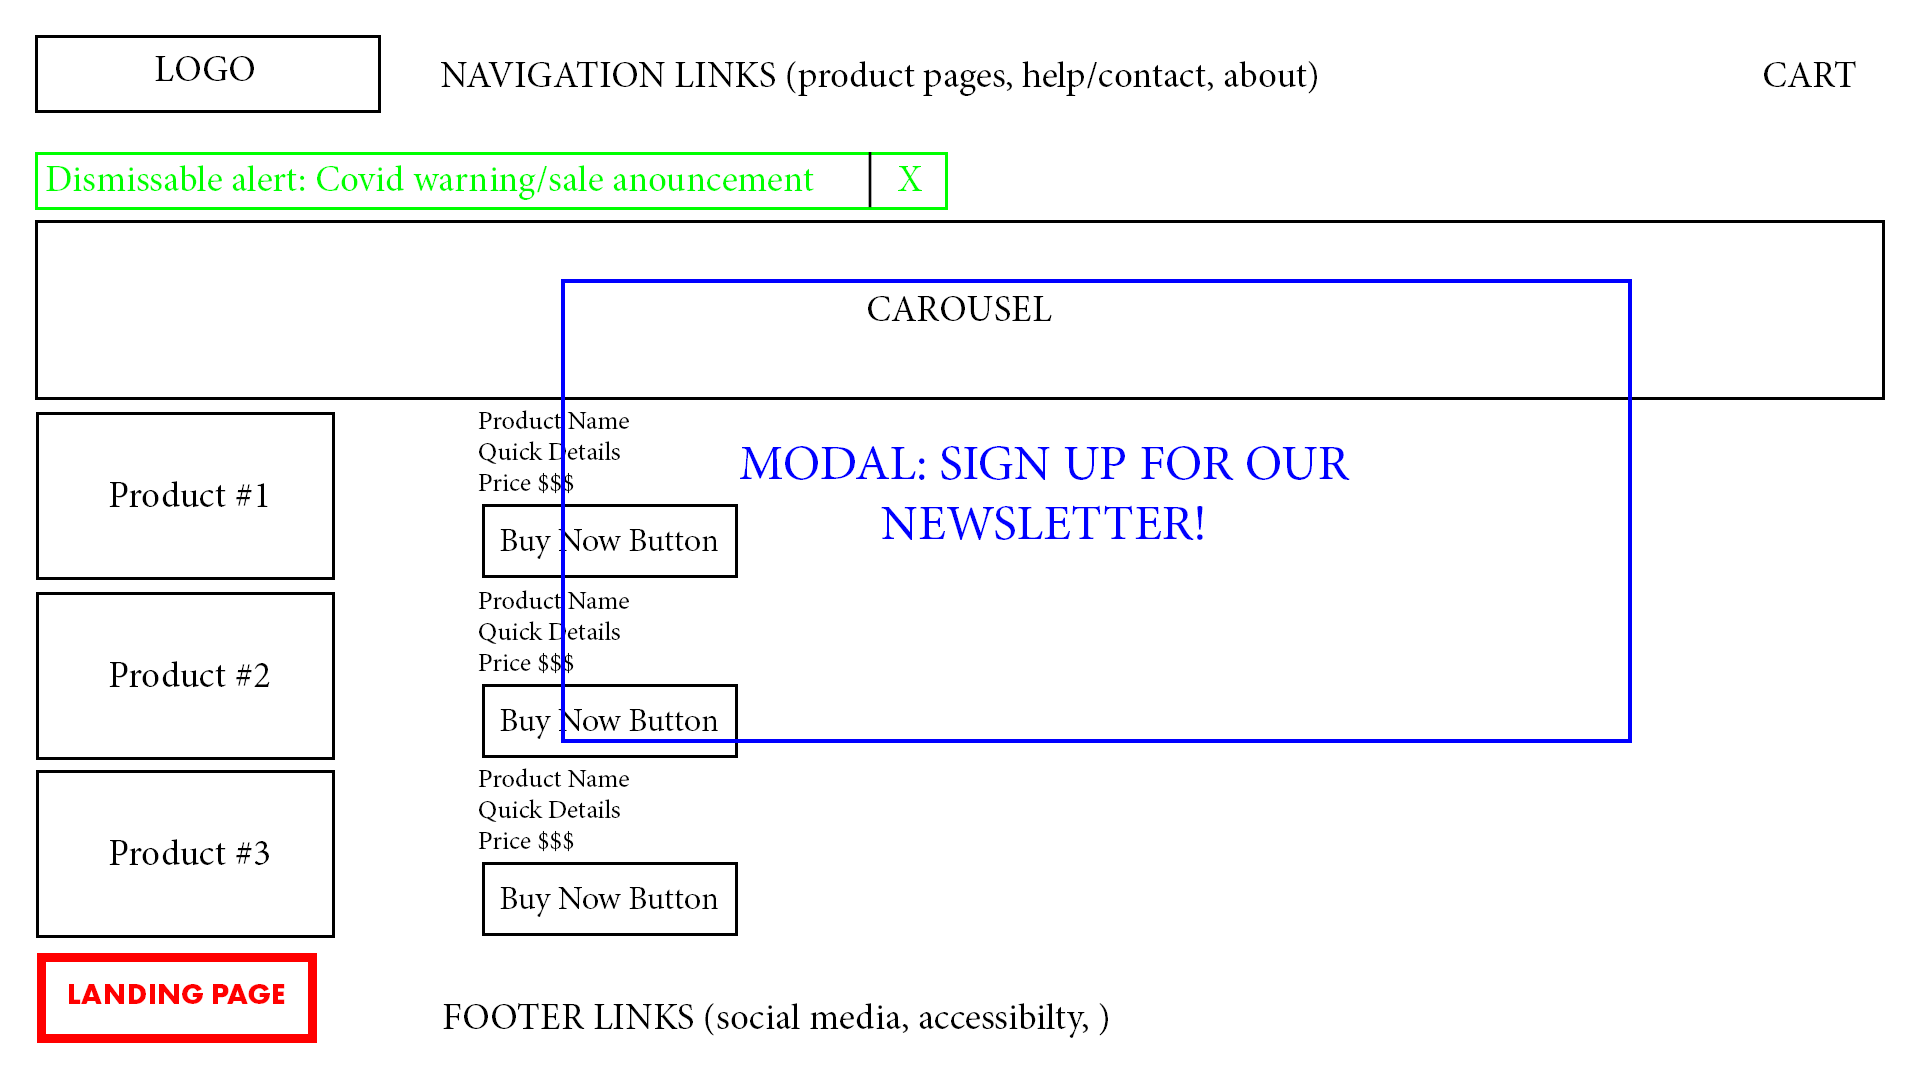 LOGO
NAVIGATION LINKS (product pages, help/contact, about)
CART
Dismissable alert: Covid warning/sale anouncement
X
CAROUSEL
MODAL: SIGN UP FOR OUR
NEWSLETTER!
Product #1
Product Name
Quick Details
Price $$$
Buy Now Button
Product #2
Product Name
Quick Details
Price $$$
Buy Now Button
Product #3
Product Name
Quick Details
Price $$$
Buy Now Button
LANDING PAGE
FOOTER LINKS (social media, accessibilty, )